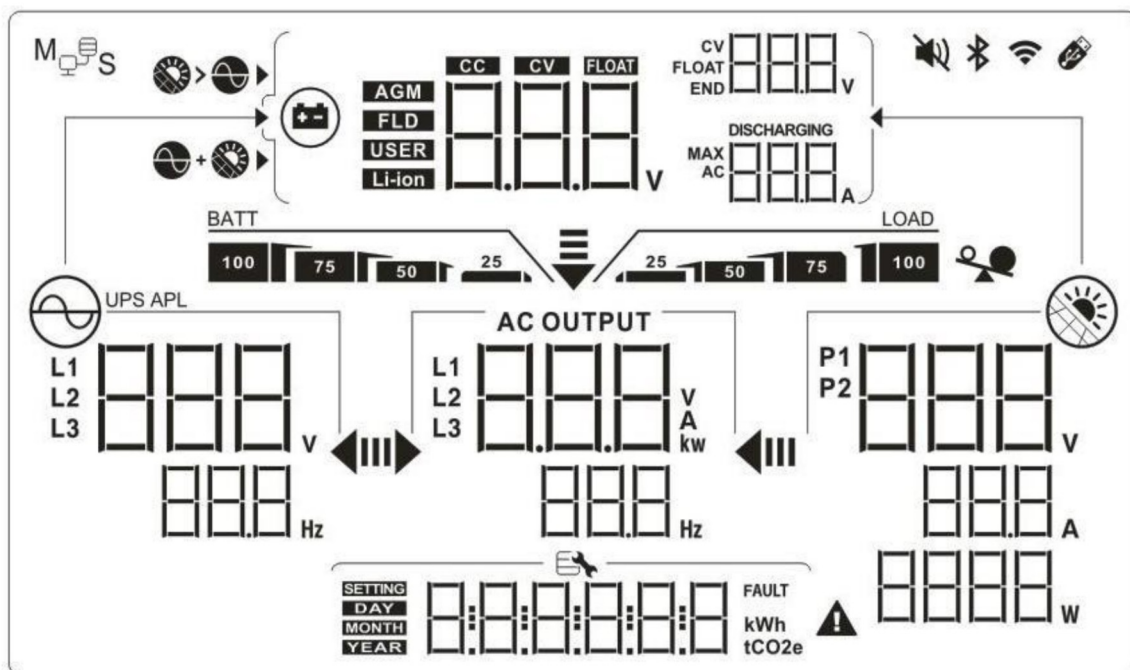 M S
CC CV FLOAT
AGM
FLD
USER
Li-ion
V
CV
FLOAT
END
V
DISCHARGING
MAX
AC
A
BATT
100 75 50 25
LOAD
25 50 75 100
UPS APL
L1
L2
L3
V
Hz
AC OUTPUT
L1
L2
L3
V
A
kw
Hz
P1
P2
V
A
W
SETTING
DAY
MONTH
YEAR
FAULT
kWh
tCO2e